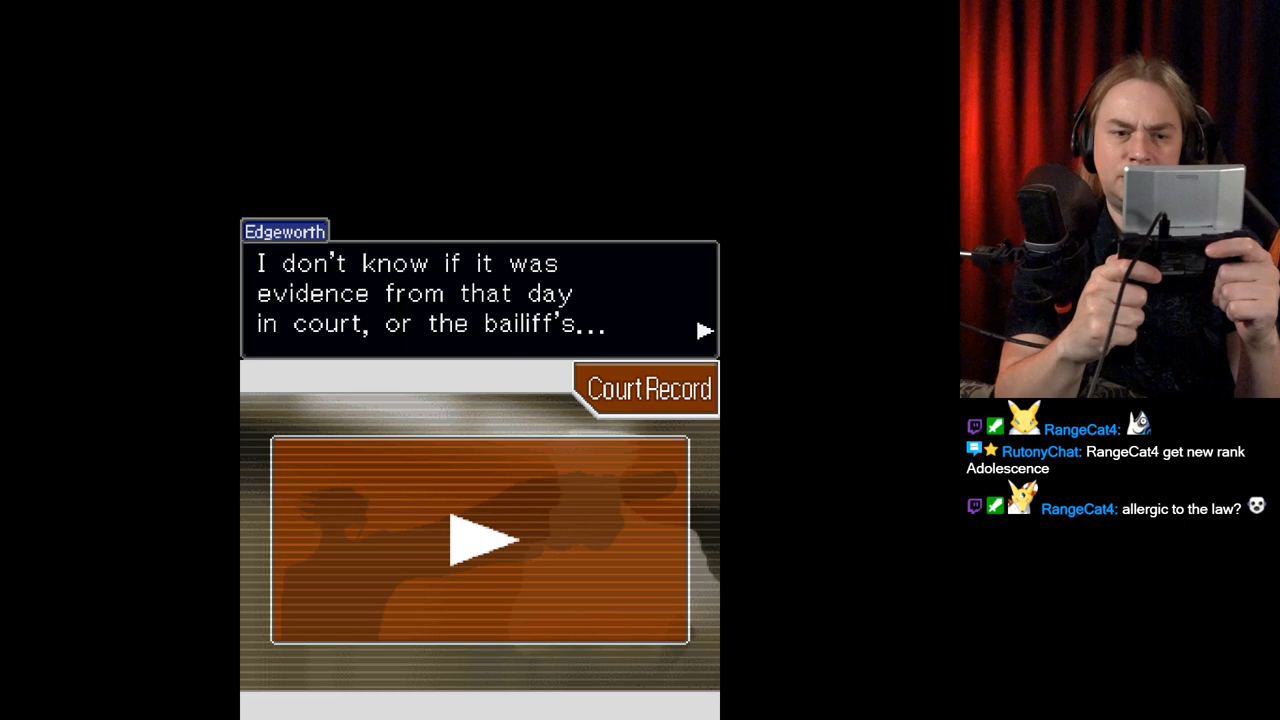 Edgeworth
I don't know if it was
evidence from that day
in court, or the bailiff's...
Court Record
RangeCat4:
RutonyChat: RangeCat4 get new rank
Adolescence
RangeCat4: allergic to the law?